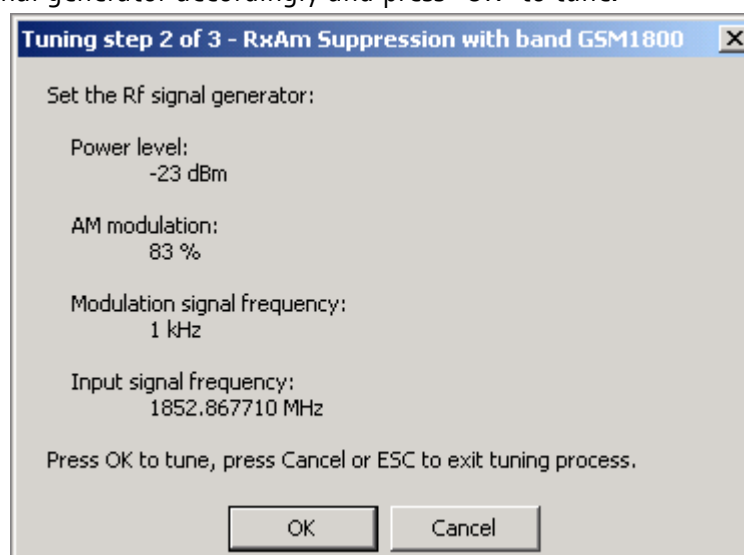 nal generator accordingly and press "OK" to tune.
Tuning step 2 of 3 - RxAm Suppression with band GSM1800
Set the Rf signal generator:
Power level:
-23 dBm
AM modulation:
83 %
Modulation signal frequency:
1 kHz
Input signal frequency:
1852.867710 MHz
Press OK to tune, press Cancel or ESC to exit tuning process.
OK Cancel